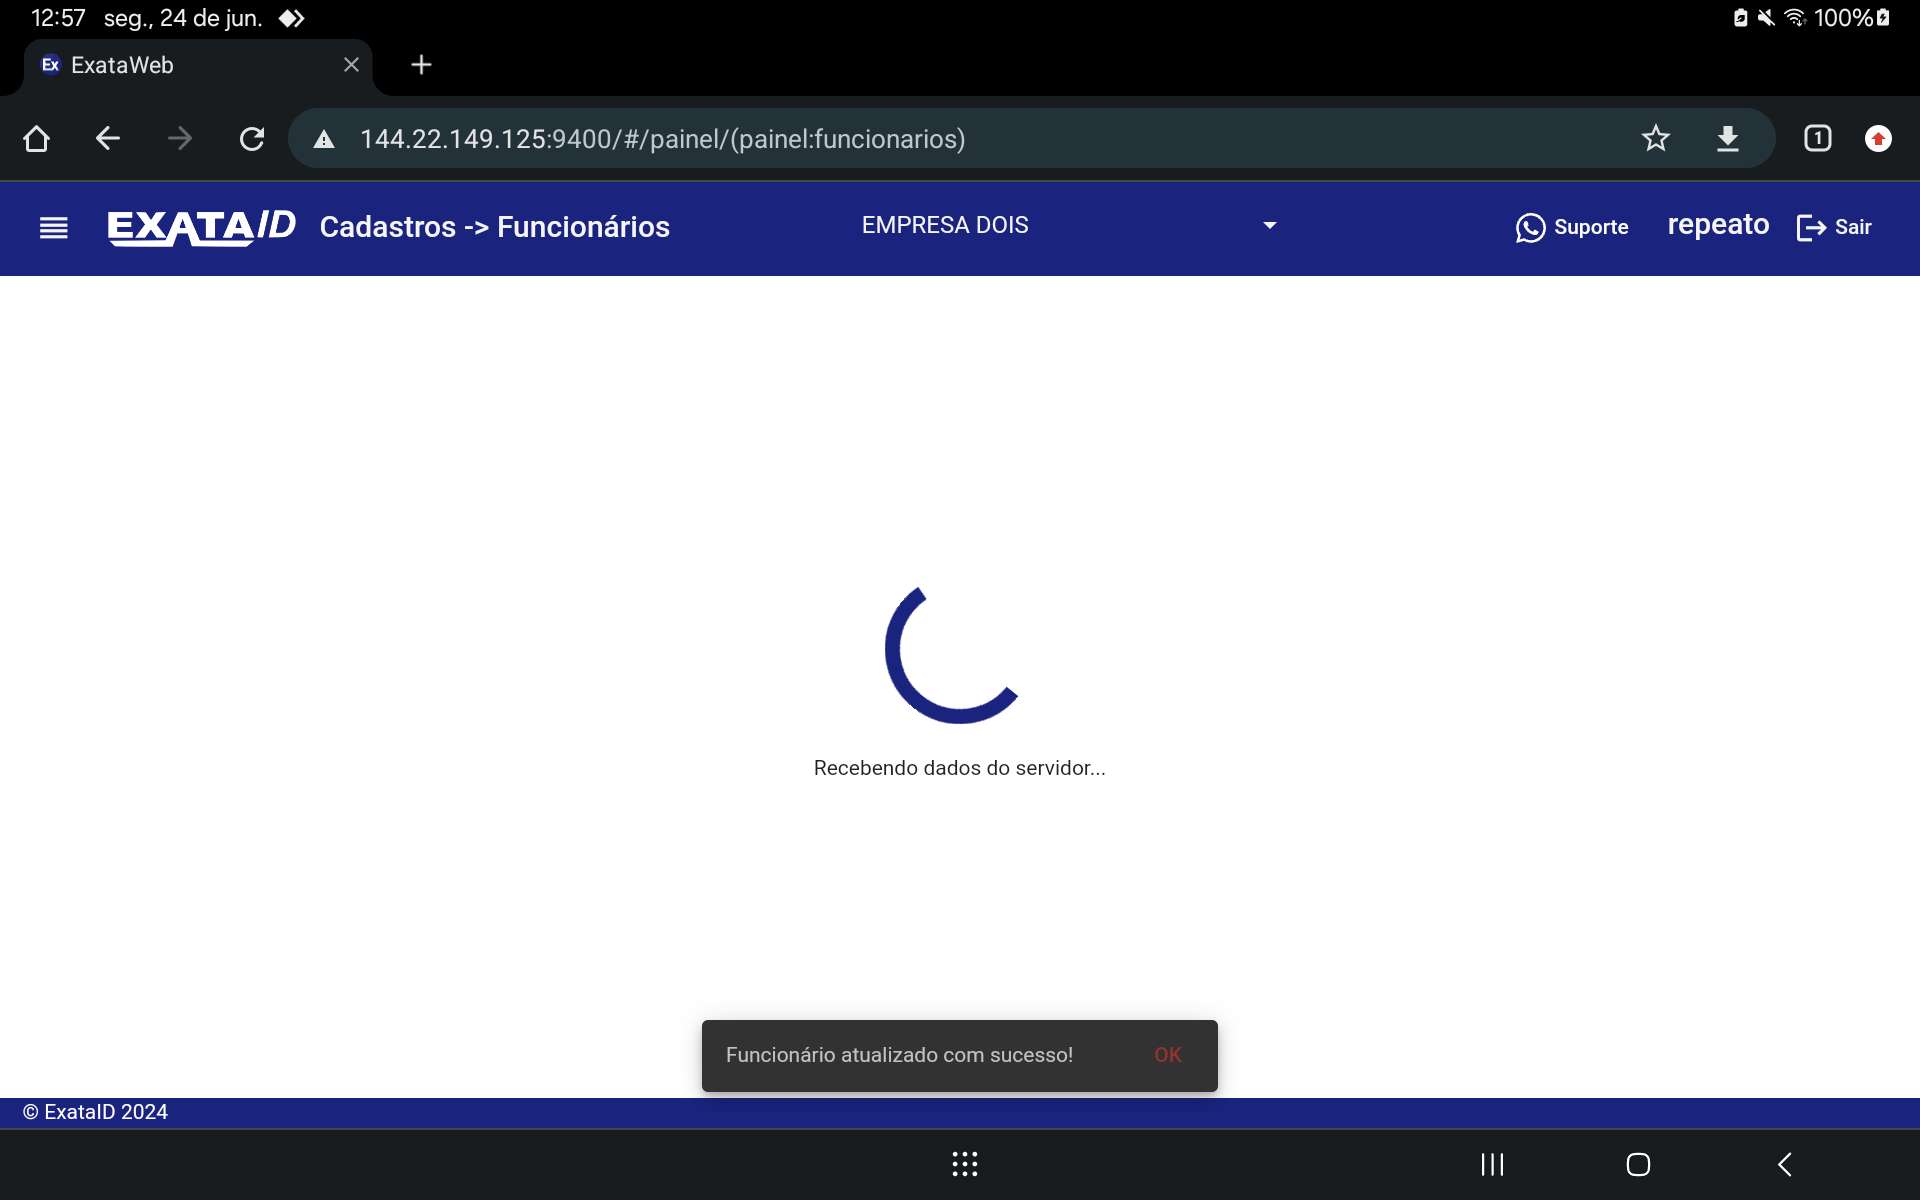 12:57 seg., 24 de jun.
100%
Ex ExataWeb
144.22.149.125:9400/#/painel/(painel:funcionarios)
1
EXATAID Cadastros -> Funcionários
EMPRESA DOIS
Suporte
repeato
Sair
Recebendo dados do servidor...
Funcionário atualizado com sucesso! OK
© ExataID 2024